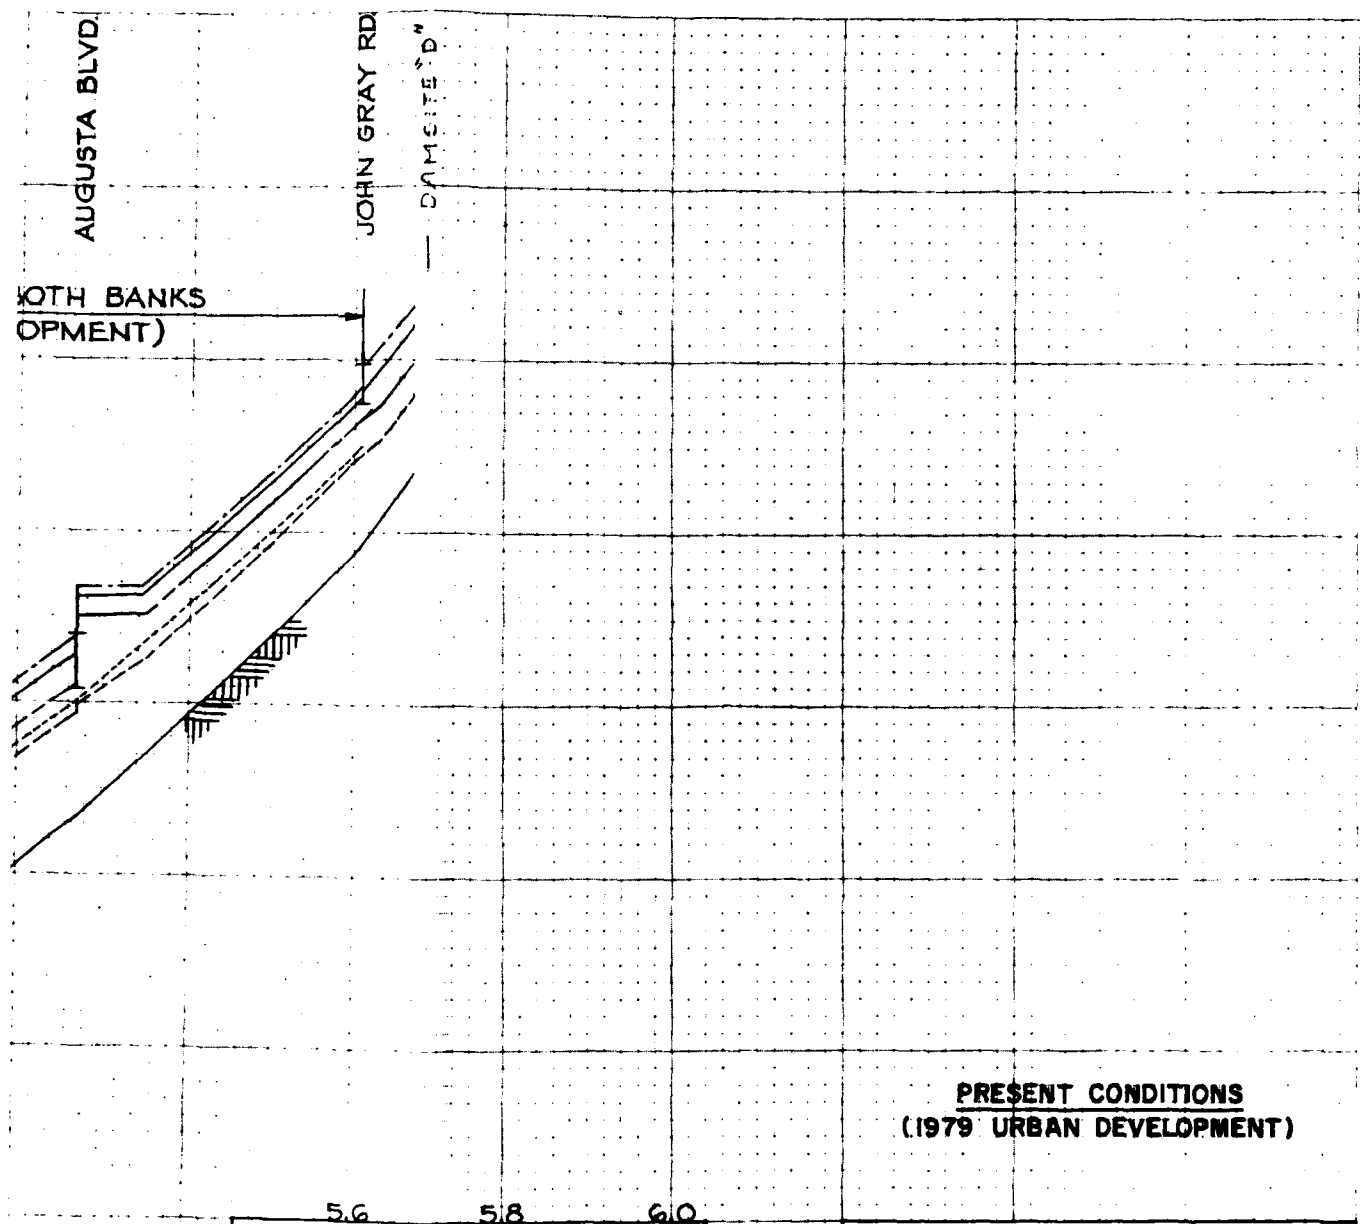 AUGUSTA BLVD.
JOHN GRAY RD
— DAMSITE "D"
OTH BANKS
OPMENT)
PRESENT CONDITIONS
(1979 URBAN DEVELOPMENT)
5.6 5.8 6.0